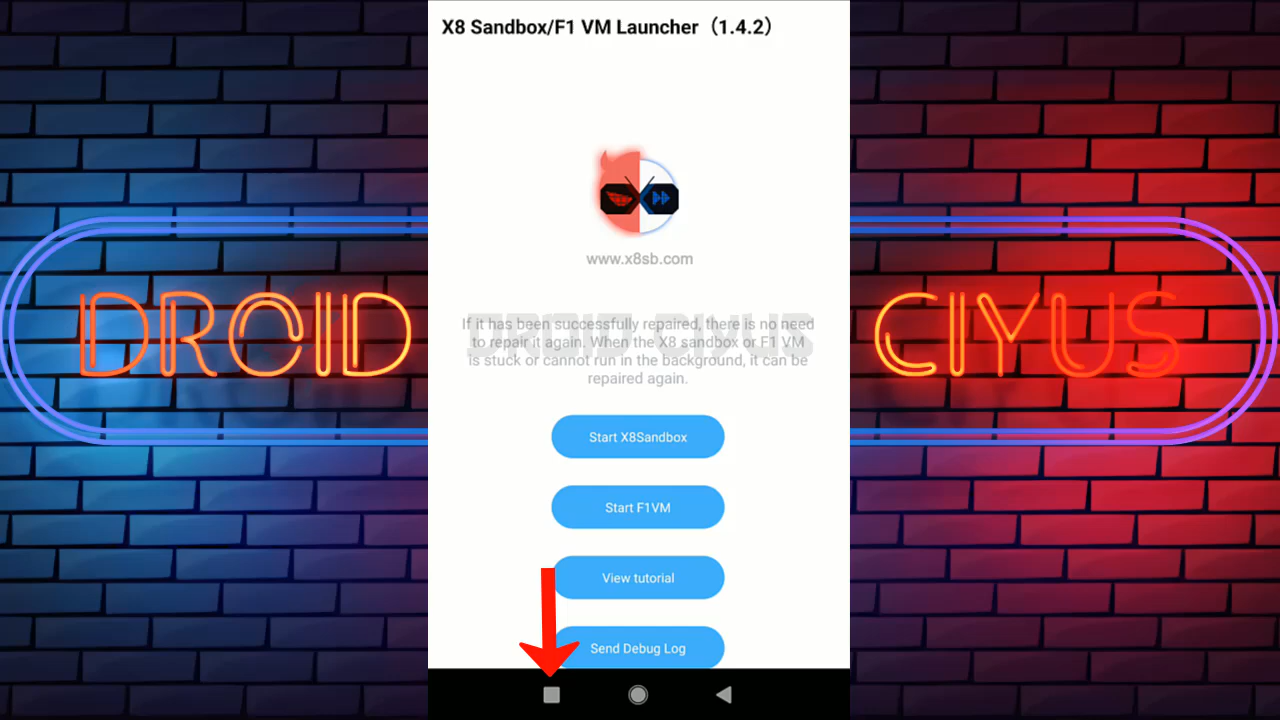 X8 Sandbox/F1 VM Launcher（1.4.2）
www.x8sb.com
DROID CIYUS
If it has been successfully repaired, there is no need
to repair it again. When the X8 sandbox or F1 VM
is stuck or cannot run in the background, it can be
repaired again.
DROID
CIYUS
Start X8Sandbox
Start F1VM
View tutorial
Send Debug Log